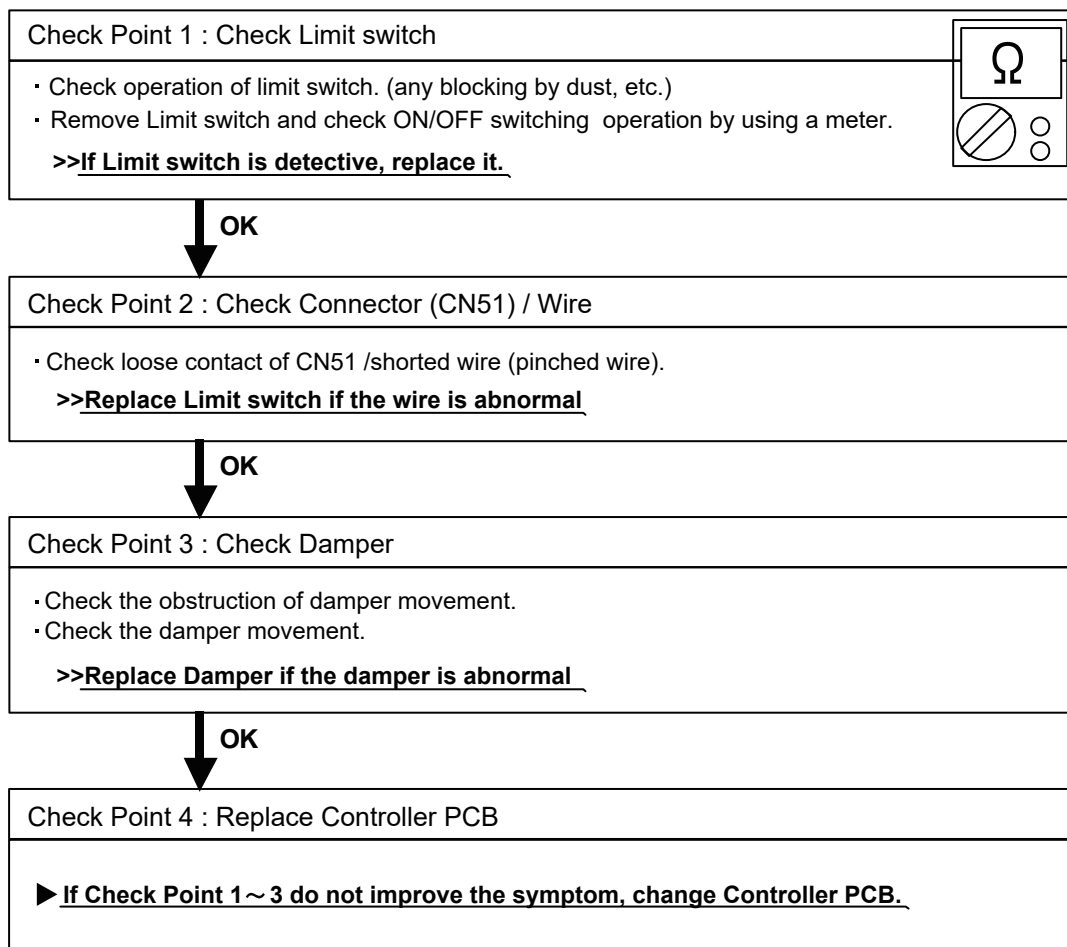 Check Point 1 : Check Limit switch
Ω
· Check operation of limit switch. (any blocking by dust, etc.)
· Remove Limit switch and check ON/OFF switching operation by using a meter.
>>If Limit switch is detective, replace it.
OK
Check Point 2 : Check Connector (CN51) / Wire
· Check loose contact of CN51 /shorted wire (pinched wire).
>>Replace Limit switch if the wire is abnormal
OK
Check Point 3 : Check Damper
· Check the obstruction of damper movement.
· Check the damper movement.
>>Replace Damper if the damper is abnormal
OK
Check Point 4 : Replace Controller PCB
▶ If Check Point 1～3 do not improve the symptom, change Controller PCB.